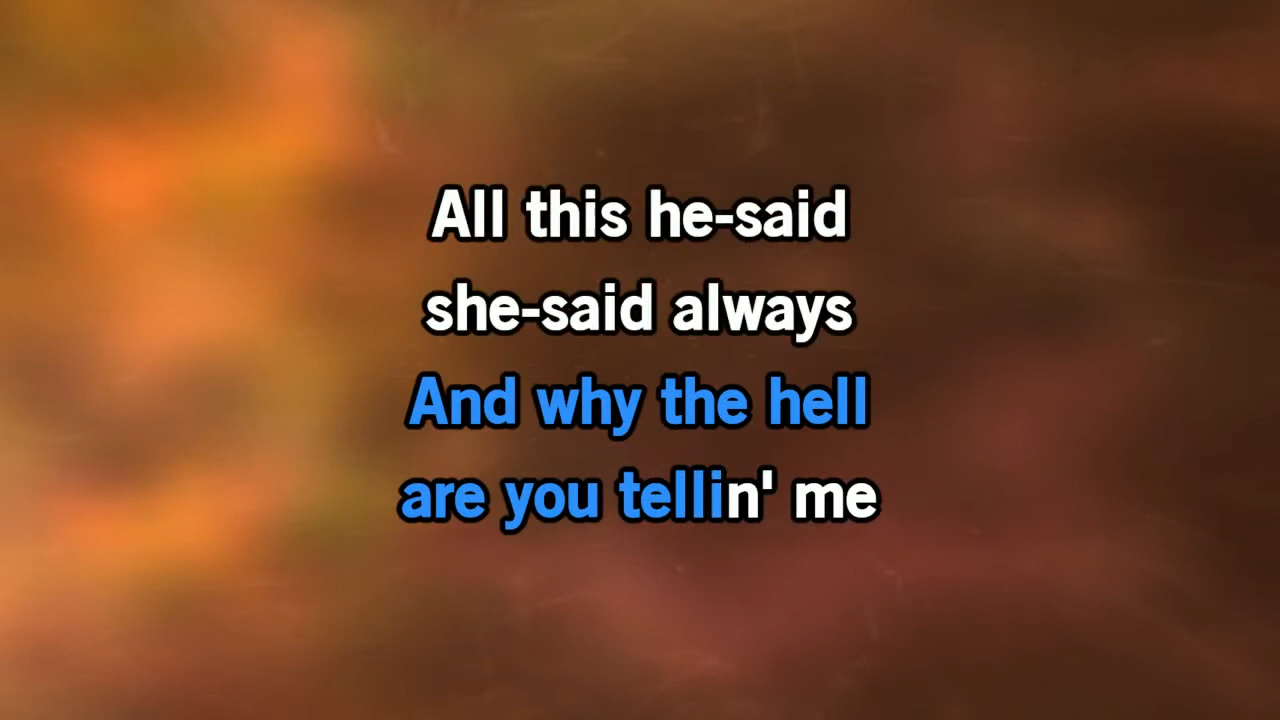 All this he-said
she-said always
And why the hell
are you tellin' me